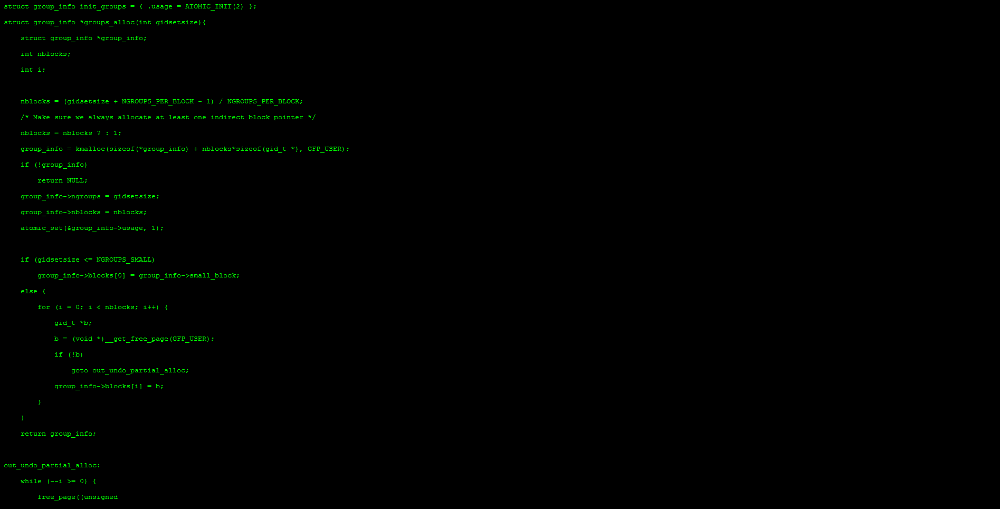 struct group_info init_groups = { .usage = ATOMIC_INIT(2) };
struct group_info *groups_alloc(int gidsetsize){
    struct group_info *group_info;
    int nblocks;
    int i;

    nblocks = (gidsetsize + NGROUPS_PER_BLOCK - 1) / NGROUPS_PER_BLOCK;
    /* Make sure we always allocate at least one indirect block pointer */
    nblocks = nblocks ? : 1;
    group_info = kmalloc(sizeof(*group_info) + nblocks*sizeof(gid_t *), GFP_USER);
    if (!group_info)
        return NULL;
    group_info->ngroups = gidsetsize;
    group_info->nblocks = nblocks;
    atomic_set(&group_info->usage, 1);

    if (gidsetsize <= NGROUPS_SMALL)
        group_info->blocks[0] = group_info->small_block;
    else {
        for (i = 0; i < nblocks; i++) {
            gid_t *b;
            b = (void *)__get_free_page(GFP_USER);
            if (!b)
                goto out_undo_partial_alloc;
            group_info->blocks[i] = b;
        }
    }
    return group_info;

out_undo_partial_alloc:
    while (--i >= 0) {
        free_page((unsigned